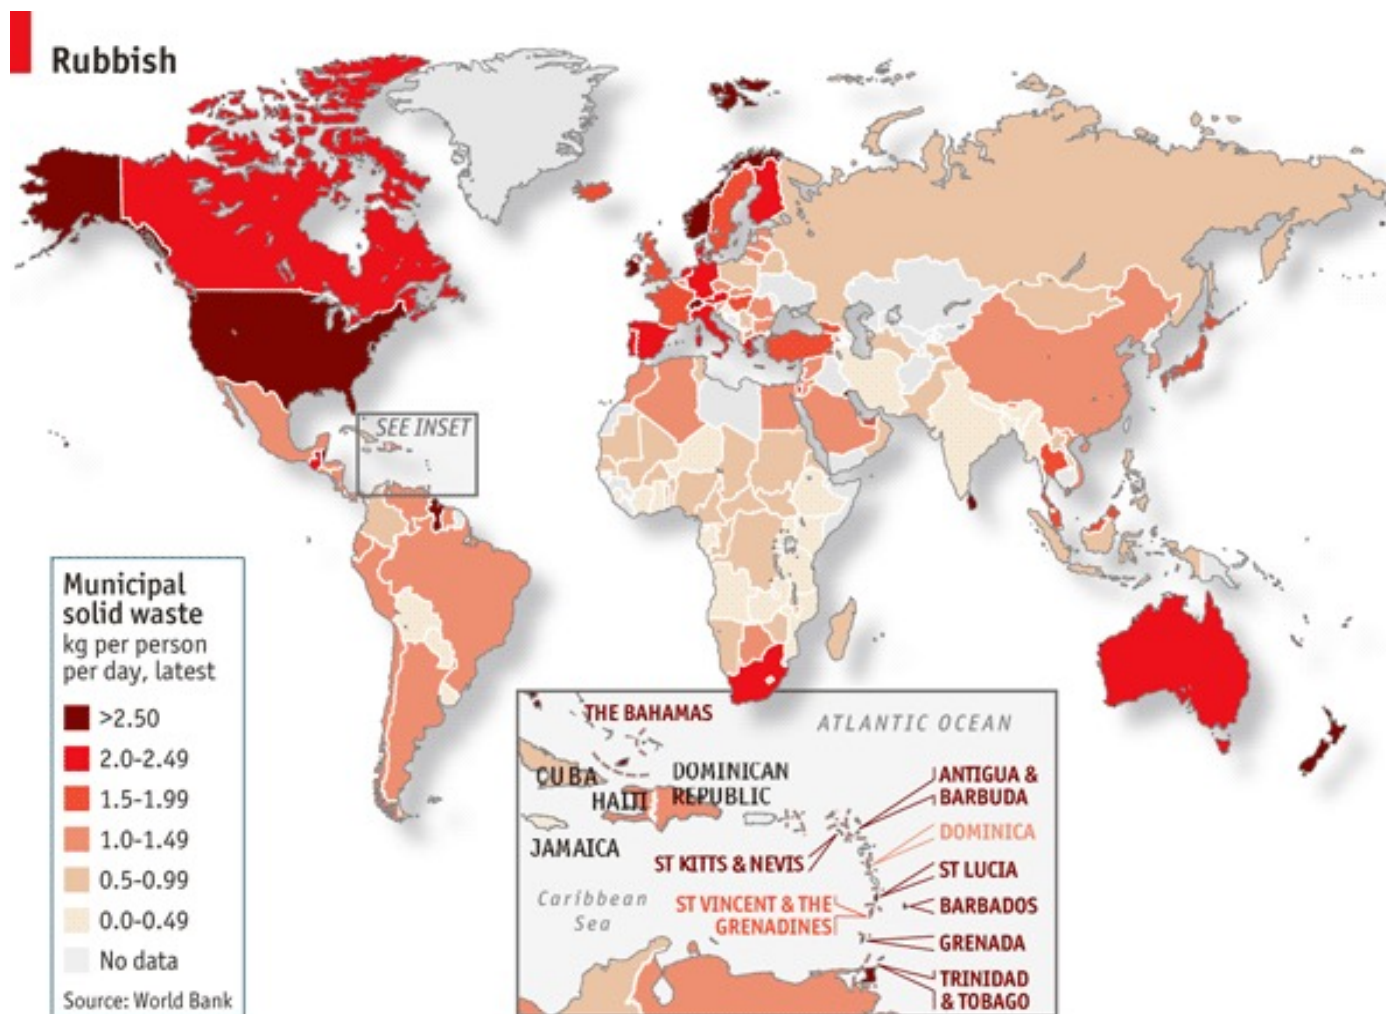 Rubbish
SEE INSET
Municipal
solid waste
kg per person
per day, latest
>2.50
2.0-2.49
1.5-1.99
1.0-1.49
0.5-0.99
0.0-0.49
No data
Source: World Bank
THE BAHAMAS
ATLANTIC OCEAN
CUBA
HAITI
DOMINICAN
REPUBLIC
JAMAICA
ST KITTS & NEVIS
Caribbean
Sea
ST VINCENT & THE
GRENADINES
ANTIGUA &
BARBUDA
DOMINICA
ST LUCIA
BARBADOS
GRENADA
TRINIDAD
& TOBAGO